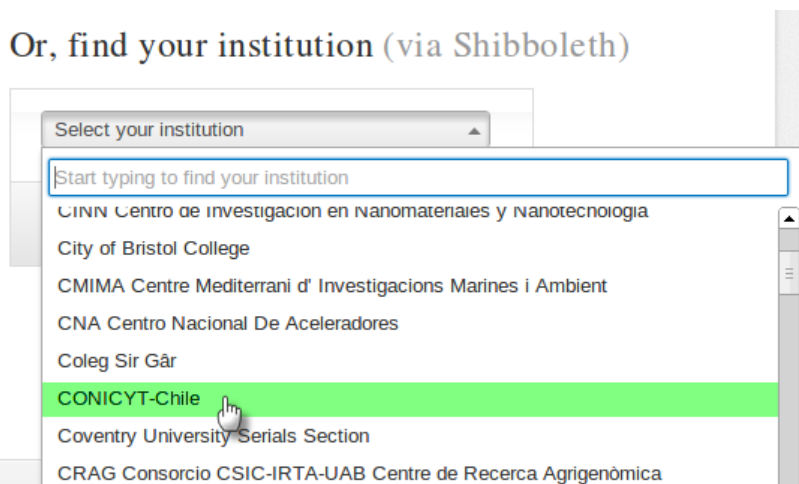 Or, find your institution (via Shibboleth)
Select your institution
Start typing to find your institution
CINN Centro de Investigación en Nanomateriales y Nanotecnología
City of Bristol College
CMIMA Centre Mediterrani d' Investigacions Marines i Ambient
CNA Centro Nacional De Aceleradores
Coleg Sir Gâr
CONICYT-Chile
Coventry University Serials Section
CRAG Consorcio CSIC-IRTA-UAB Centre de Recerca Agrigenòmica